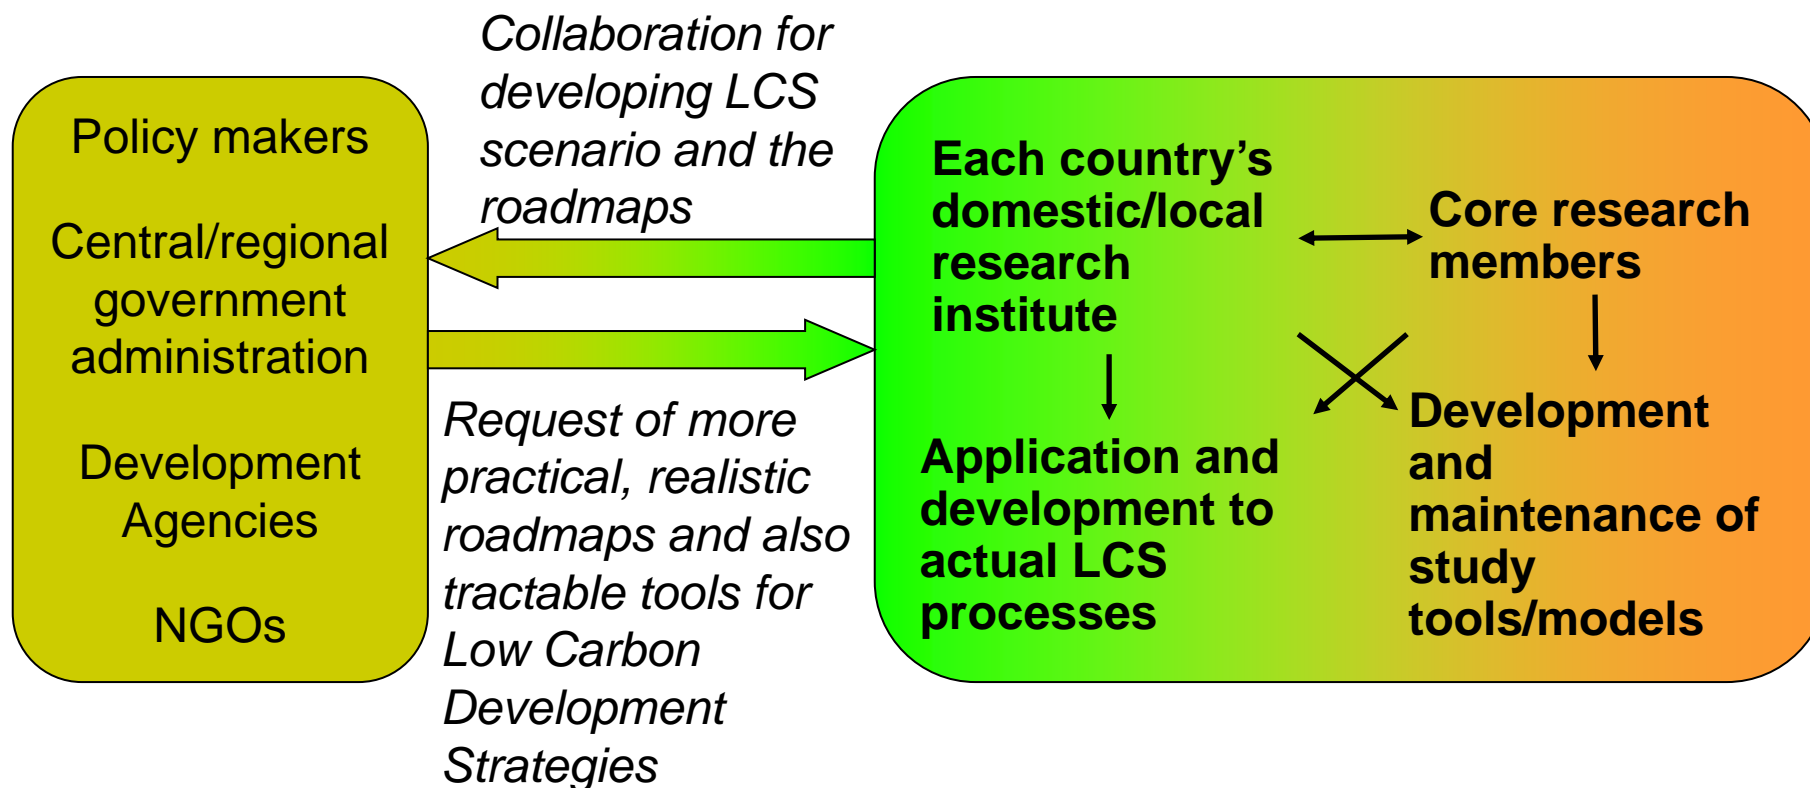 Policy makers
Central/regional
government
administration
Development
Agencies
NGOs
Collaboration for
developing LCS
scenario and the
roadmaps
Request of more
practical, realistic
roadmaps and also
tractable tools for
Low Carbon
Development
Strategies
Each country’s
domestic/local
research
institute
Core research
members
Application and
development to
actual LCS
processes
Development
and
maintenance of
study
tools/models